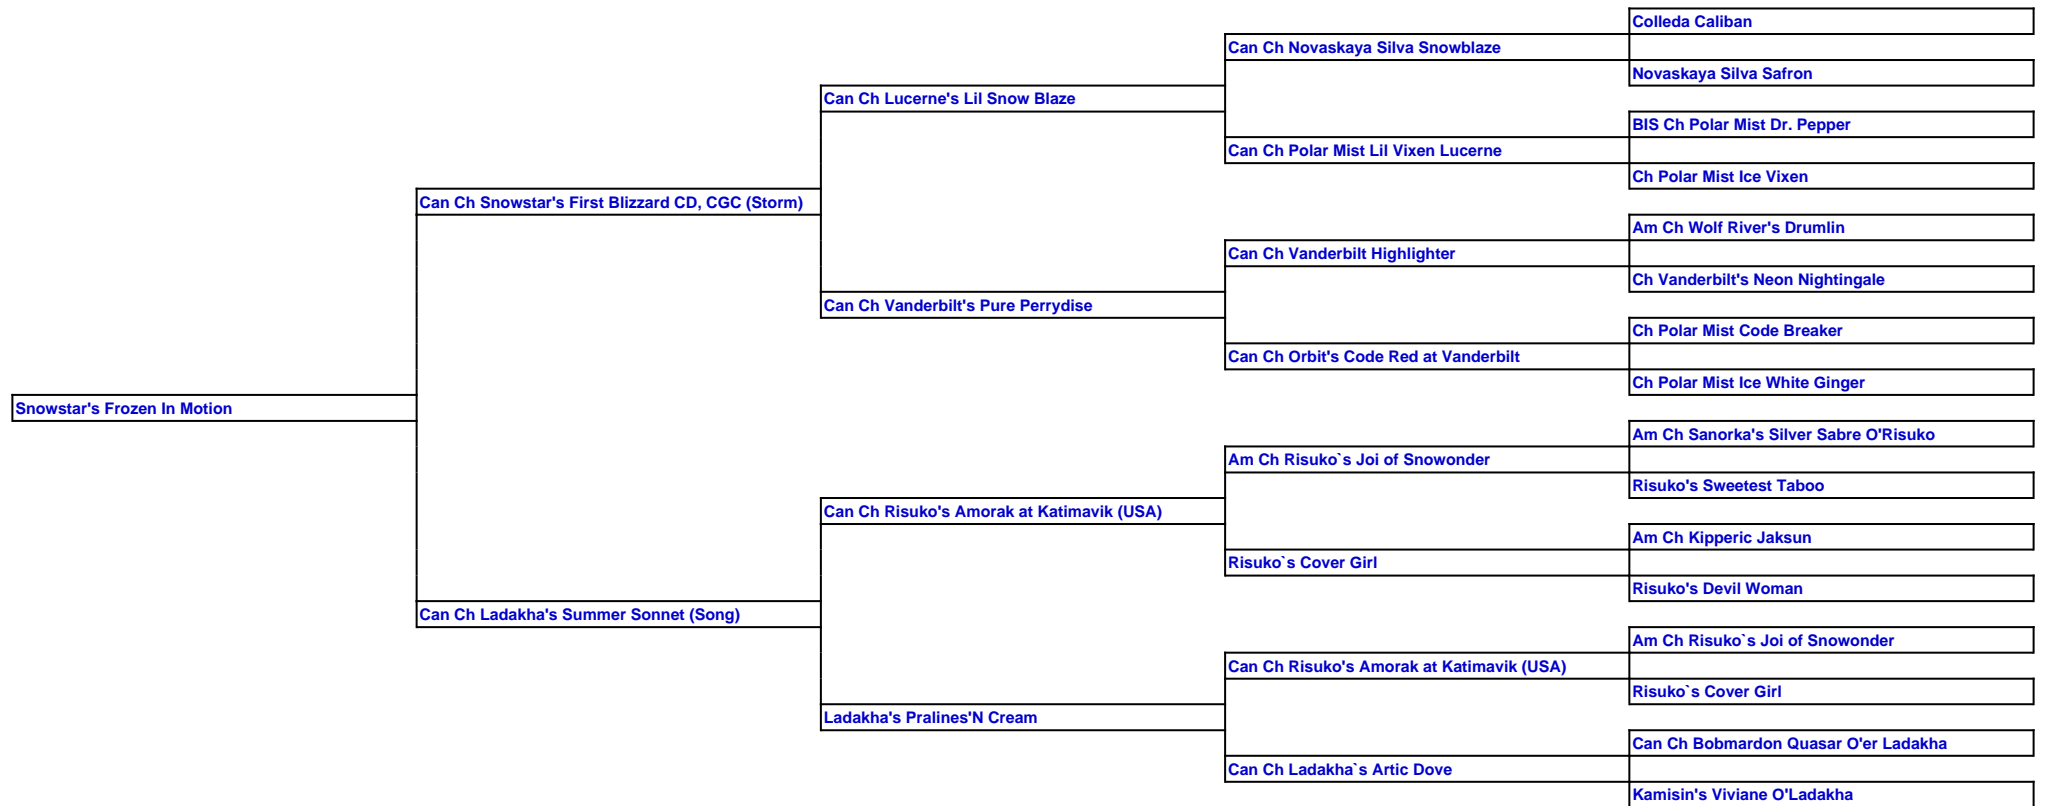 Colleda Caliban
Can Ch Novaskaya Silva Snowblaze
Novaskaya Silva Safron
Can Ch Lucerne's Lil Snow Blaze
BIS Ch Polar Mist Dr. Pepper
Can Ch Polar Mist Lil Vixen Lucerne
Ch Polar Mist Ice Vixen
Can Ch Snowstar's First Blizzard CD, CGC (Storm)
Am Ch Wolf River's Drumlin
Can Ch Vanderbilt Highlighter
Ch Vanderbilt's Neon Nightingale
Can Ch Vanderbilt's Pure Perrydise
Ch Polar Mist Code Breaker
Can Ch Orbit's Code Red at Vanderbilt
Ch Polar Mist Ice White Ginger
Snowstar's Frozen In Motion
Am Ch Sanorka's Silver Sabre O'Risuko
Am Ch Risuko`s Joi of Snowonder
Risuko's Sweetest Taboo
Can Ch Risuko's Amorak at Katimavik (USA)
Am Ch Kipperic Jaksun
Risuko`s Cover Girl
Risuko's Devil Woman
Can Ch Ladakha's Summer Sonnet (Song)
Am Ch Risuko`s Joi of Snowonder
Can Ch Risuko's Amorak at Katimavik (USA)
Risuko`s Cover Girl
Ladakha's Pralines'N Cream
Can Ch Bobmardon Quasar O'er Ladakha
Can Ch Ladakha`s Artic Dove
Kamisin's Viviane O'Ladakha